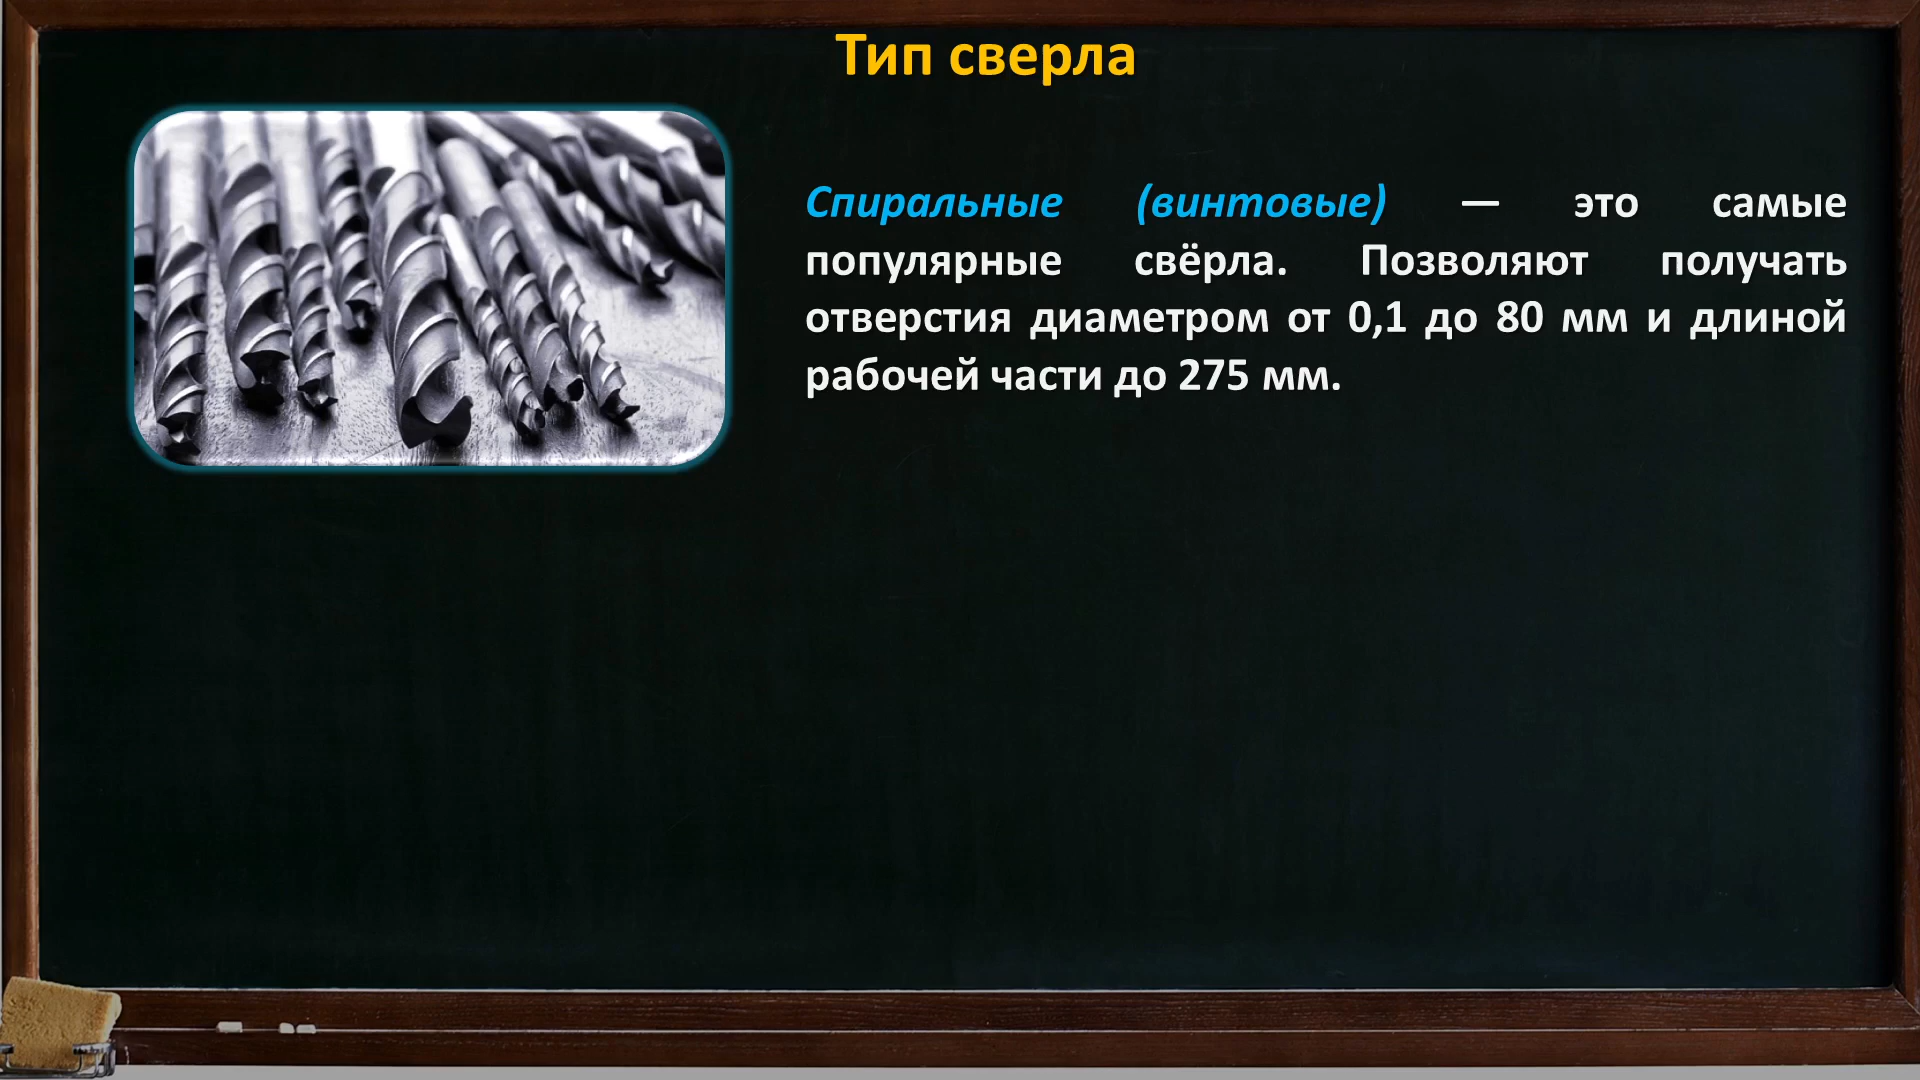 Тип сверла
Спиральные (винтовые) — это самые
популярные свёрла. Позволяют получать
отверстия диаметром от 0,1 до 80 мм и длиной
рабочей части до 275 мм.